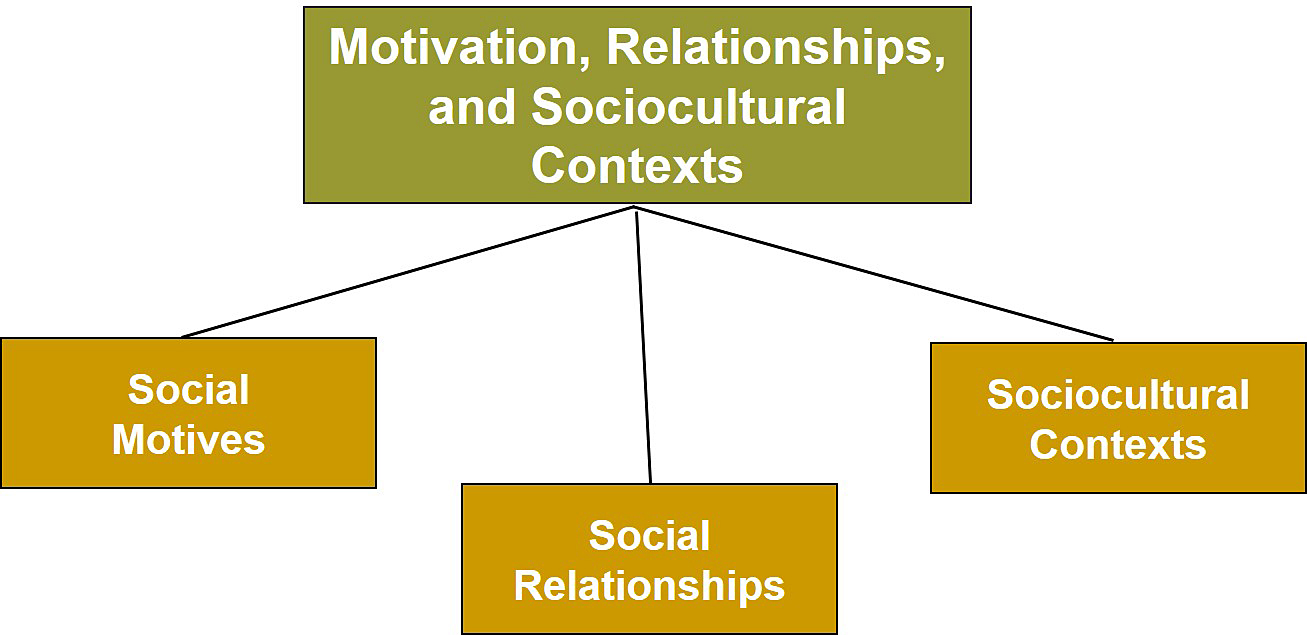 Motivation, Relationships,
and Sociocultural
Contexts
Social
Motives
Sociocultural
Contexts
Social
Relationships